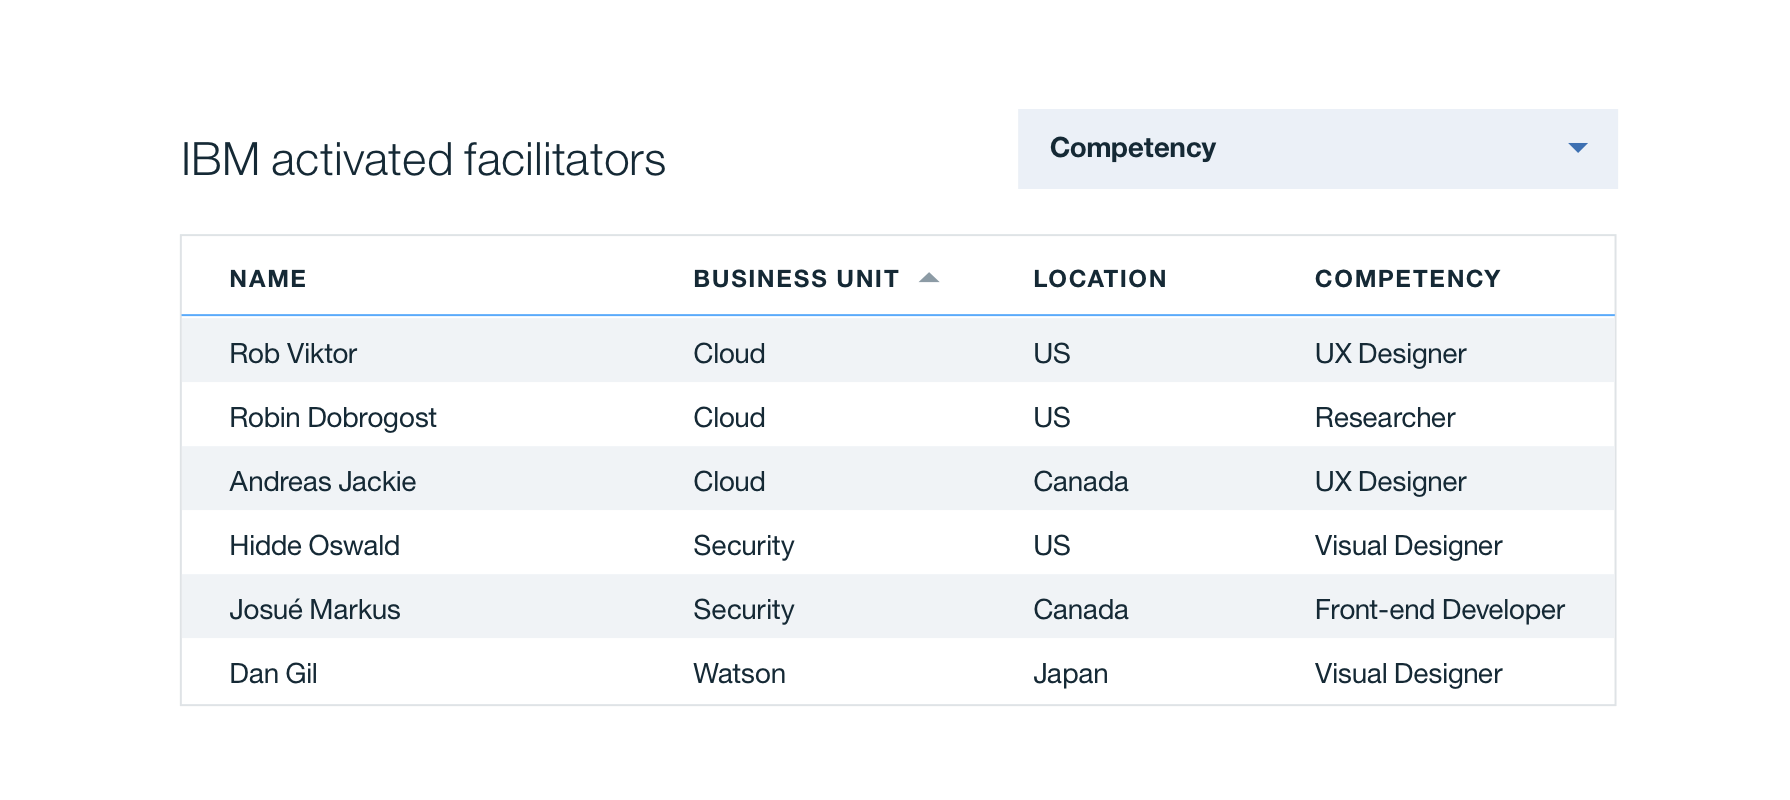 IBM activated facilitators
Competency
NAME BUSINESS UNIT LOCATION COMPETENCY
Rob Viktor Cloud US UX Designer
Robin Dobrogost Cloud US Researcher
Andreas Jackie Cloud Canada UX Designer
Hidde Oswald Security US Visual Designer
Josué Markus Security Canada Front-end Developer
Dan Gil Watson Japan Visual Designer